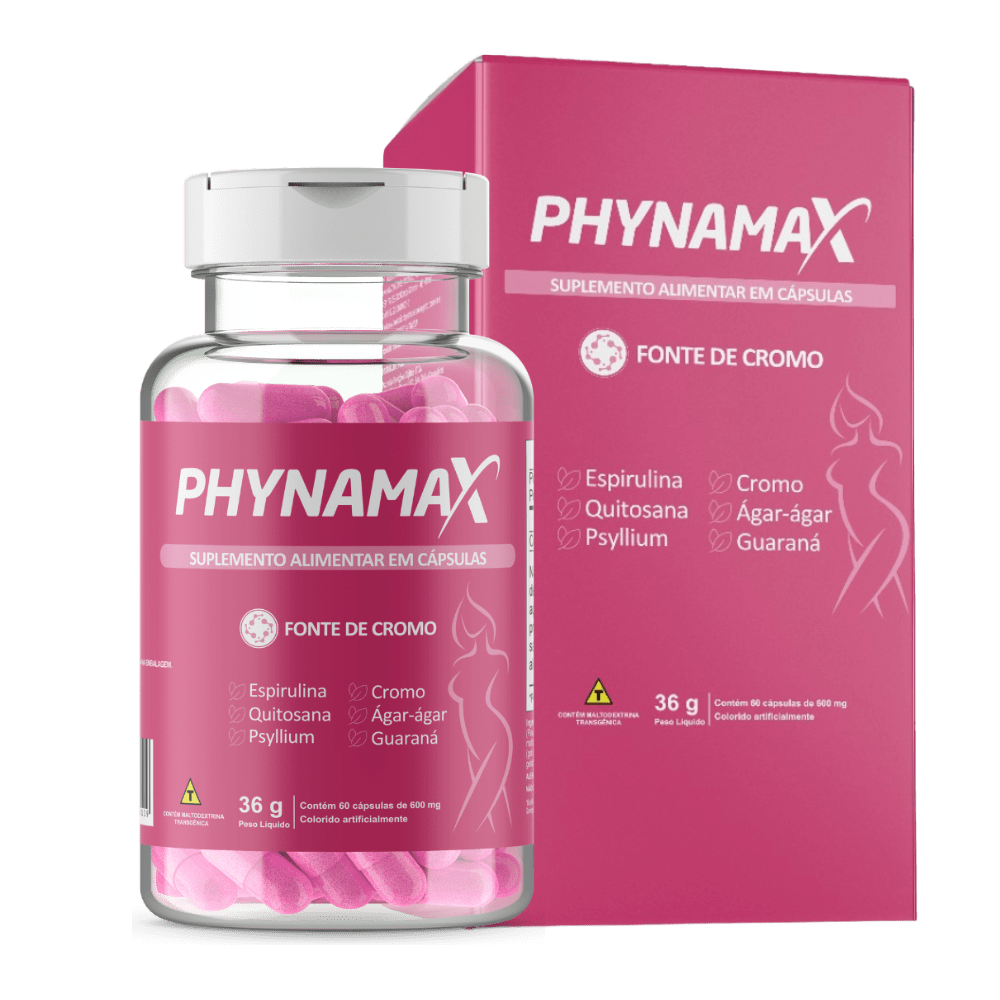 PHYNAMAX
SUPLEMENTO ALIMENTAR EM CÁPSULAS
FONTE DE CROMO
Espirulina
Quitosana
Psyllium
Cromo
Ágar-ágar
Guaraná
CONTÉM MALTODEXTRINA
TRANSGÊNICA
T
36 g
Peso Líquido
Contém 60 cápsulas de 600 mg
Colorido artificialmente
PHYNAMAX
SUPLEMENTO ALIMENTAR EM CÁPSULAS
FONTE DE CROMO
Espirulina
Quitosana
Psyllium
Cromo
Ágar-ágar
Guaraná
T
CONTÉM MALTODEXTRINA
TRANSGÊNICA
36 g
Peso Líquido
Contém 60 cápsulas de 600 mg
Colorido artificialmente